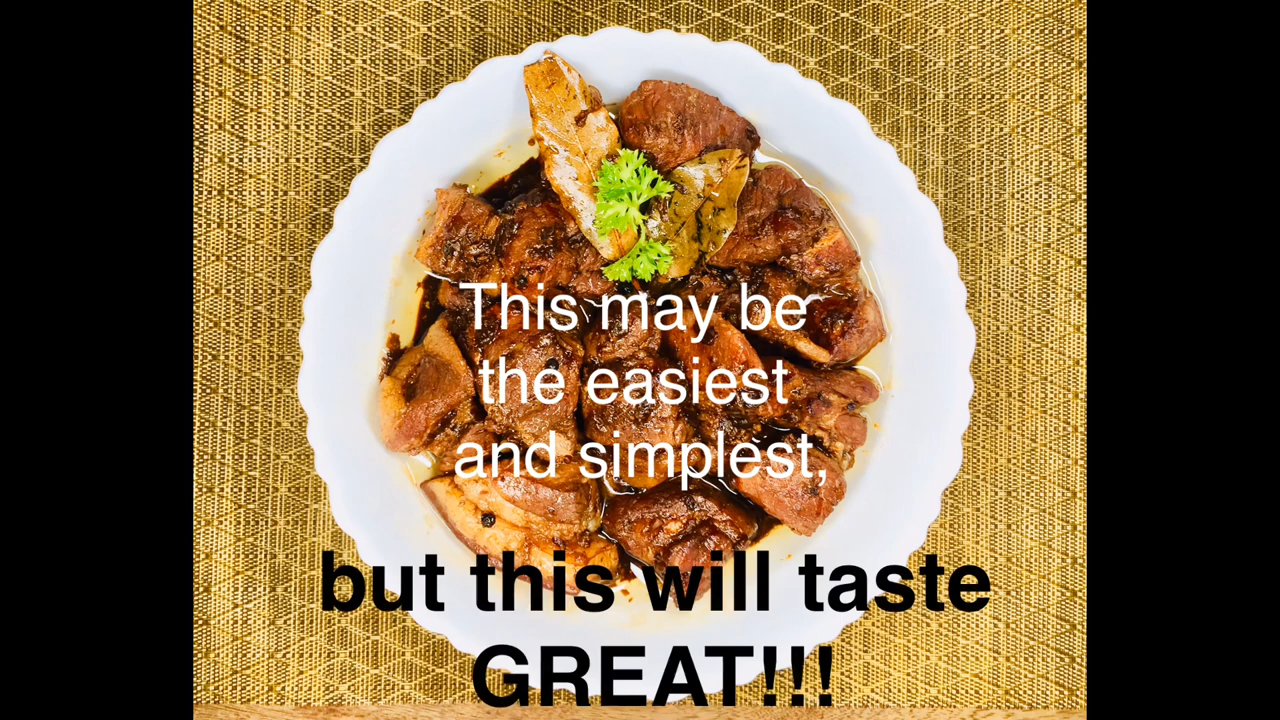 This may be
the easiest
and simplest,
but this will taste
GREAT!!!